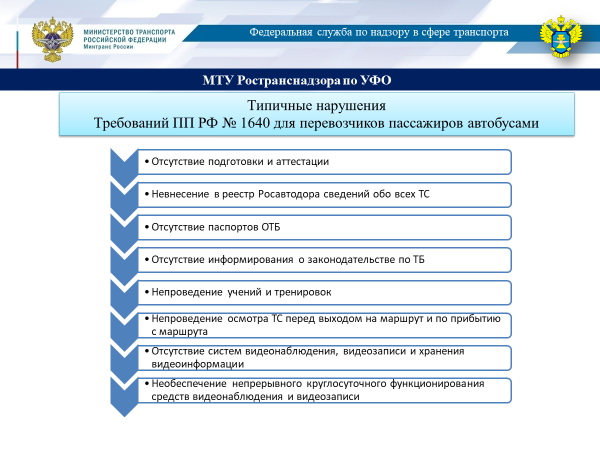 МИНИСТЕРСТВО ТРАНСПОРТА
РОССИЙСКОЙ ФЕДЕРАЦИИ
Минтранс России
Федеральная служба по надзору в сфере транспорта
МТУ Ространснадзора по УФО
Типичные нарушения
Требований ПП РФ № 1640 для перевозчиков пассажиров автобусами
• Отсутствие подготовки и аттестации
• Невнесение в реестр Росавтодора сведений обо всех ТС
• Отсутствие паспортов ОТБ
• Отсутствие информирования о законодательстве по ТБ
• Непроведение учений и тренировок
• Непроведение осмотра ТС перед выходом на маршрут и по прибытию
с маршрута
• Отсутствие систем видеонаблюдения, видеозаписи и хранения
видеоинформации
• Необеспечение непрерывного круглосуточного функционирования
средств видеонаблюдения и видеозаписи